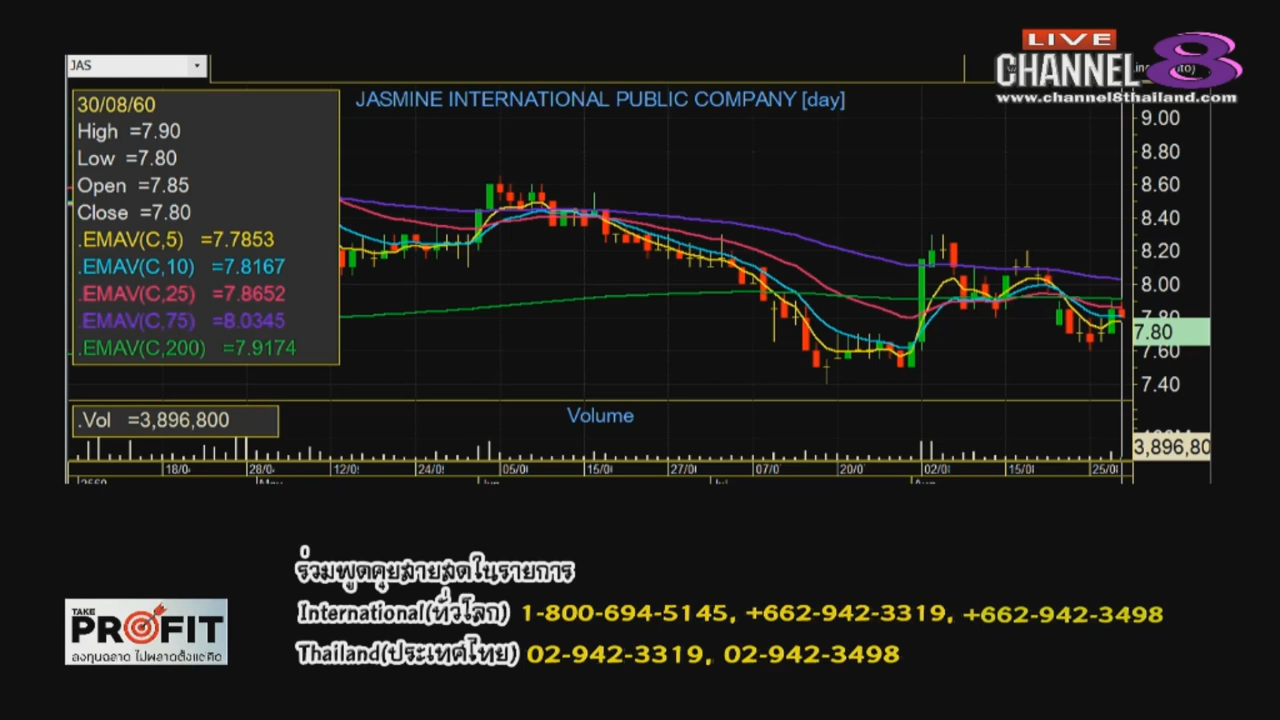 LIVE
CHANNEL 8
www.channel8thailand.com
JAS
JASMINE INTERNATIONAL PUBLIC COMPANY [day]
30/08/60
High =7.90
Low =7.80
Open =7.85
Close =7.80
.EMAV(C,5) =7.7853
.EMAV(C,10) =7.8167
.EMAV(C,25) =7.8652
.EMAV(C,75) =8.0345
.EMAV(C,200) =7.9174
9.00
8.80
8.60
8.40
8.20
8.00
7.80
7.80
7.60
7.40
.Vol =3,896,800
Volume
3,896,80
18/0 28/0 12/0 24/0 05/0 15/0 27/0 07/0 20/0 02/0 15/0 25/0
ร่วมพูดคุยสายสดในรายการ
International(ทั่วโลก) 1-800-694-5145, +662-942-3319, +662-942-3498
Thailand(ประเทศไทย) 02-942-3319, 02-942-3498
TAKE
PROFIT
ลงทุนฉลาด ไม่พลาดตั้งแต่คิด